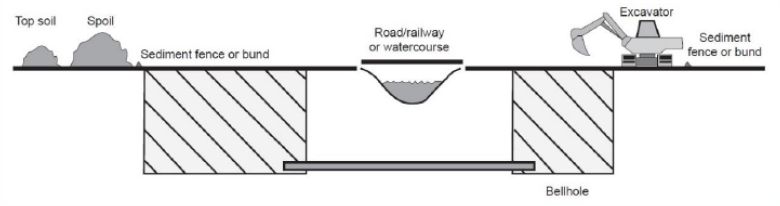 Top soil
Spoil
Sediment fence or bund
Road/railway
or watercourse
Excavator
Sediment
fence or bund
Bellhole